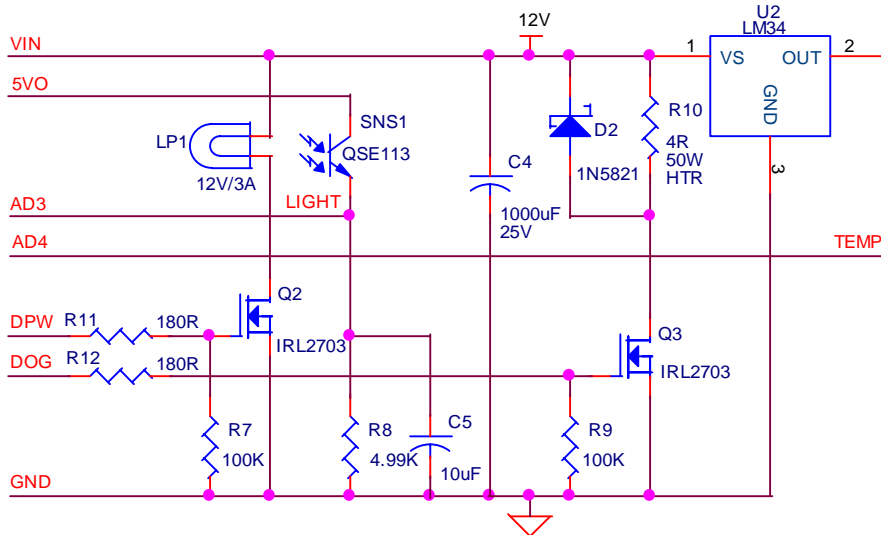 12V
U2
LM34
VIN
1
VS
OUT
2
GND
3
5VO
SNS1
QSE113
LP1
12V/3A
D2
1N5821
R10
4R
50W
HTR
C4
1000uF
25V
LIGHT
AD3
AD4
TEMP
Q2
IRL2703
DPW
R11
180R
DOG
R12
180R
Q3
IRL2703
R7
100K
R8
4.99K
C5
10uF
R9
100K
GND